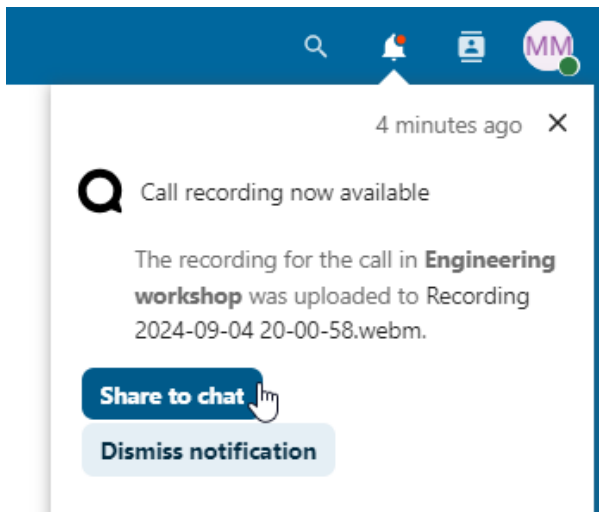 MM
4 minutes ago
Call recording now available
The recording for the call in Engineering
workshop was uploaded to Recording
2024-09-04 20-00-58.webm.
Share to chat
Dismiss notification